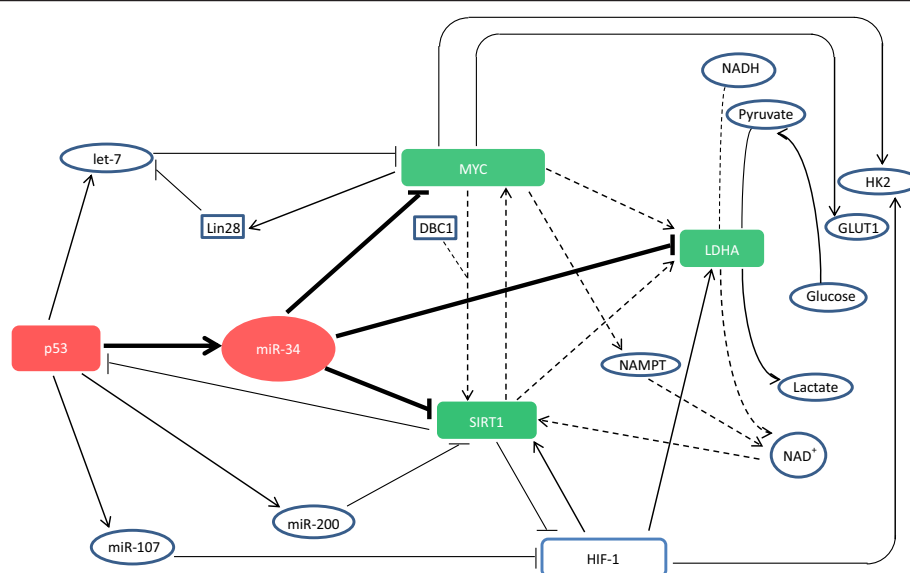 NADH
Pyruvate
let-7
MYC
HK2
Lin28
DBC1
GLUT1
LDHA
Glucose
p53
miR-34
NAMPT
Lactate
SIRT1
NAD+
miR-200
miR-107
HIF-1